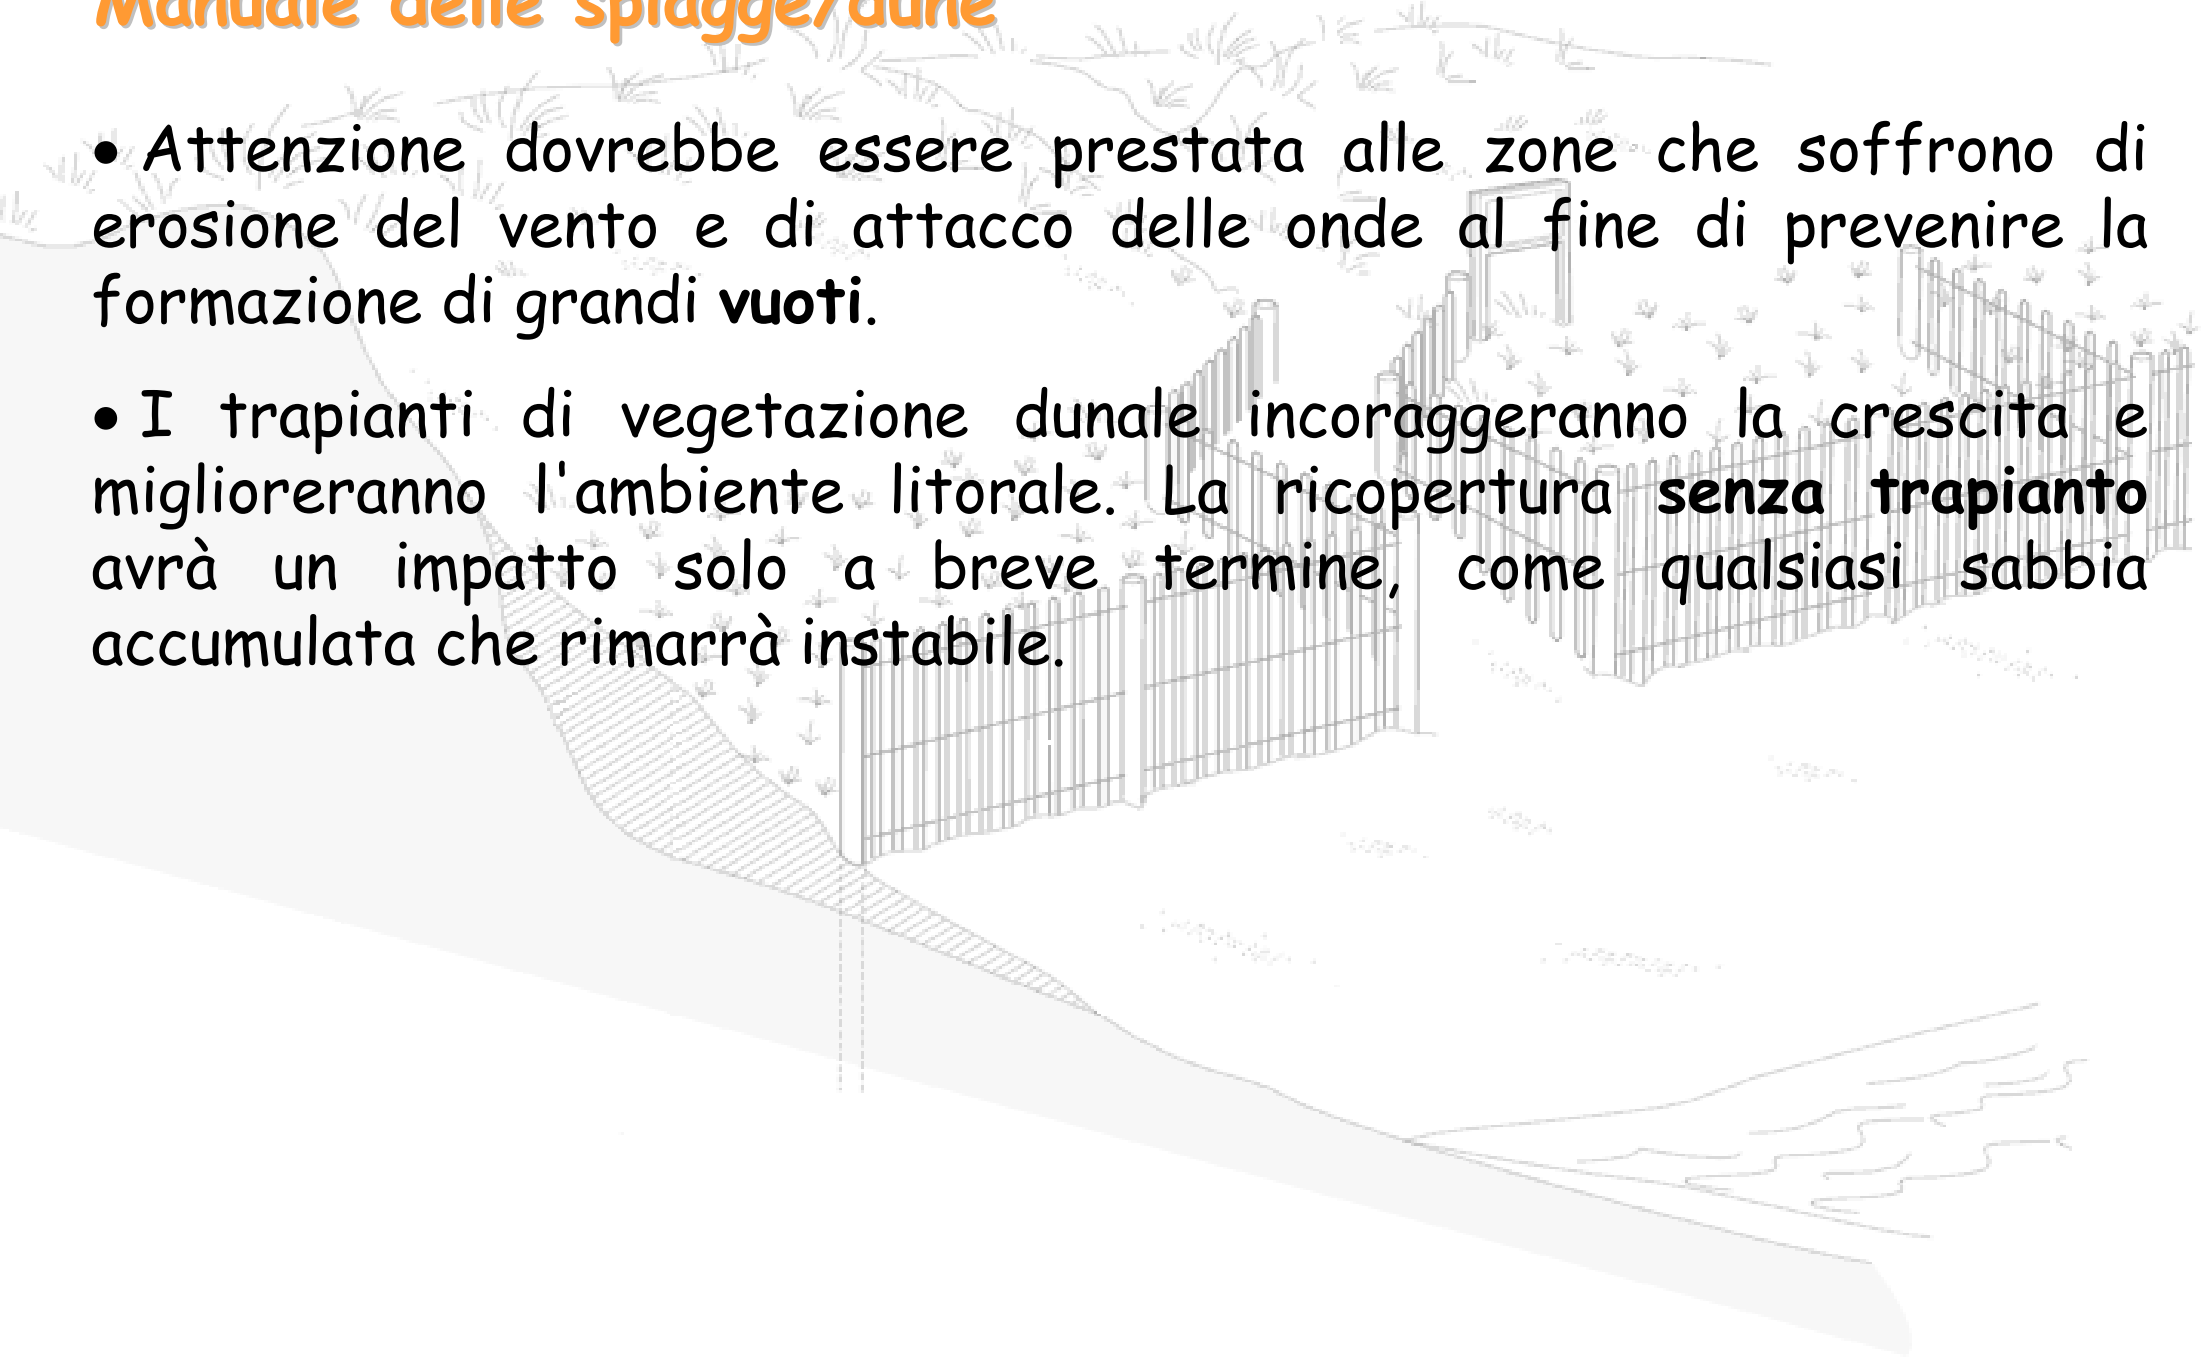 Manuale delle spiagge/dune
• Attenzione dovrebbe essere prestata alle zone che soffrono di
erosione del vento e di attacco delle onde al fine di prevenire la
formazione di grandi vuoti.
• I trapianti di vegetazione dunale incoraggeranno la crescita e
miglioreranno l'ambiente litorale. La ricopertura senza trapianto
avrà un impatto solo a breve termine, come qualsiasi sabbia
accumulata che rimarrà instabile.